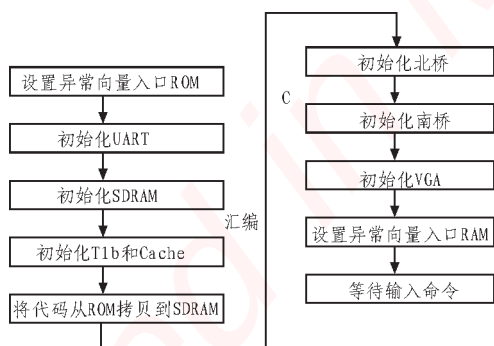 设置异常向量入口ROM
初始化UART
初始化SDRAM
初始化Tlb和Cache
将代码从ROM拷贝到SDRAM
汇编
C
初始化北桥
初始化南桥
初始化VGA
设置异常向量入口RAM
等待输入命令